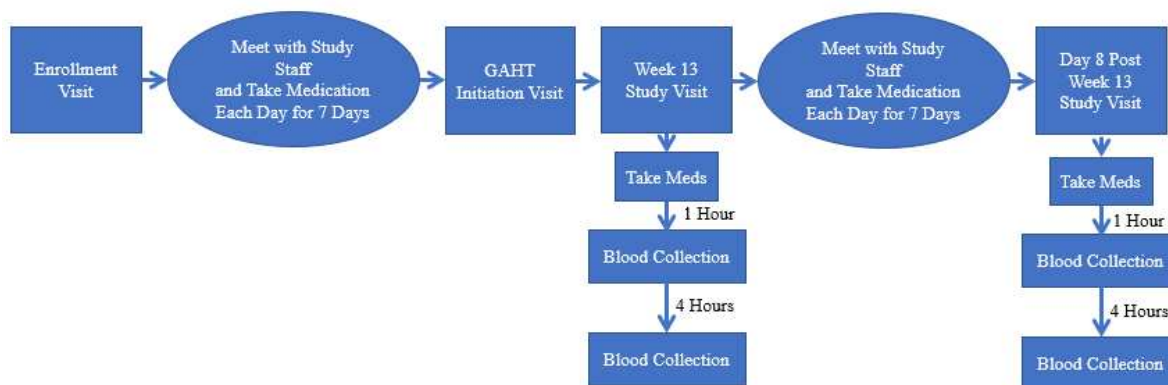 Enrollment
Visit
Meet with Study
Staff
and Take Medication
Each Day for 7 Days
GAHT
Initiation Visit
Week 13
Study Visit
Meet with Study
Staff
and Take Medication
Each Day for 7 Days
Day 8 Post
Week 13
Study Visit
Take Meds
1 Hour
Blood Collection
4 Hours
Blood Collection
Take Meds
1 Hour
Blood Collection
4 Hours
Blood Collection